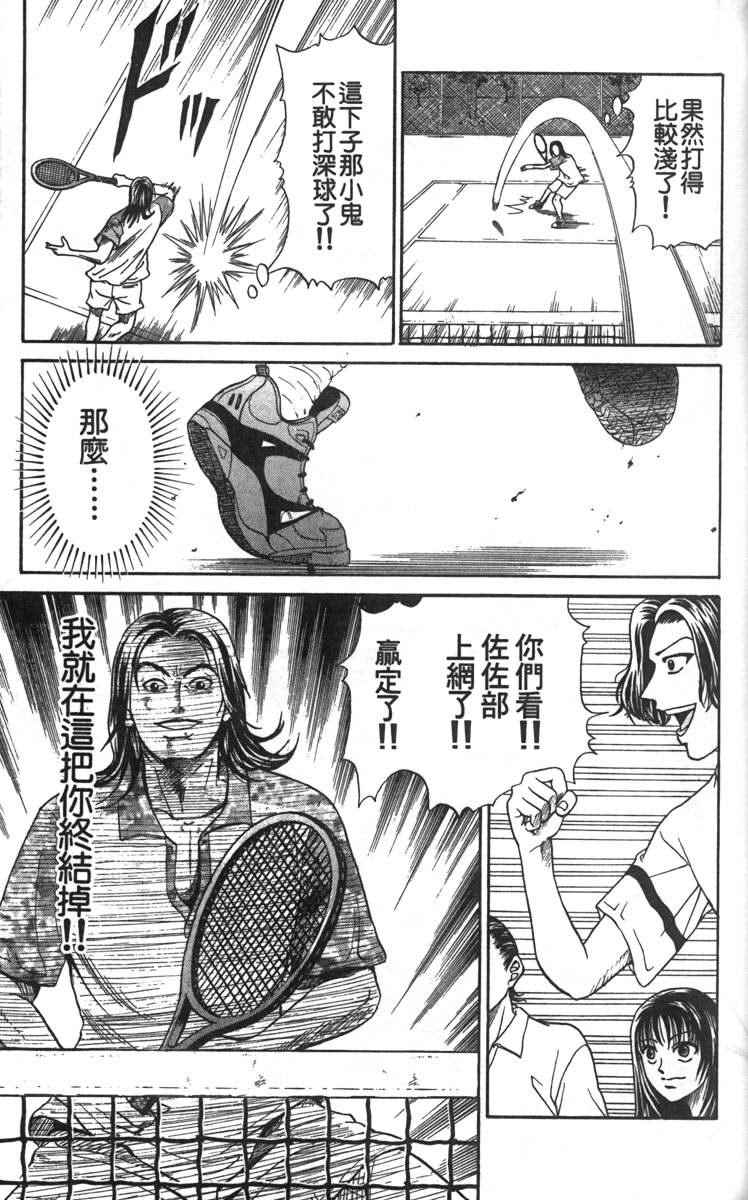 果然打得
比較淺了！
這下子那小鬼
不敢打深球了！！
ドド
那麼……
你們看！！
佐佐部
上網了！！
贏定了！！
我就在這把你終結掉！！